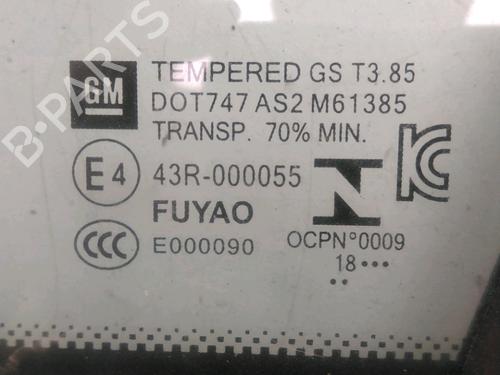 B-PARTS
GM
TEMPERED GS T3.85
DOT747 AS2 M61385
TRANSP. 70% MIN.
E4
43R-000055
FUYAO
CCC
E000090
N
OCPN°0009
18•••
••
KC